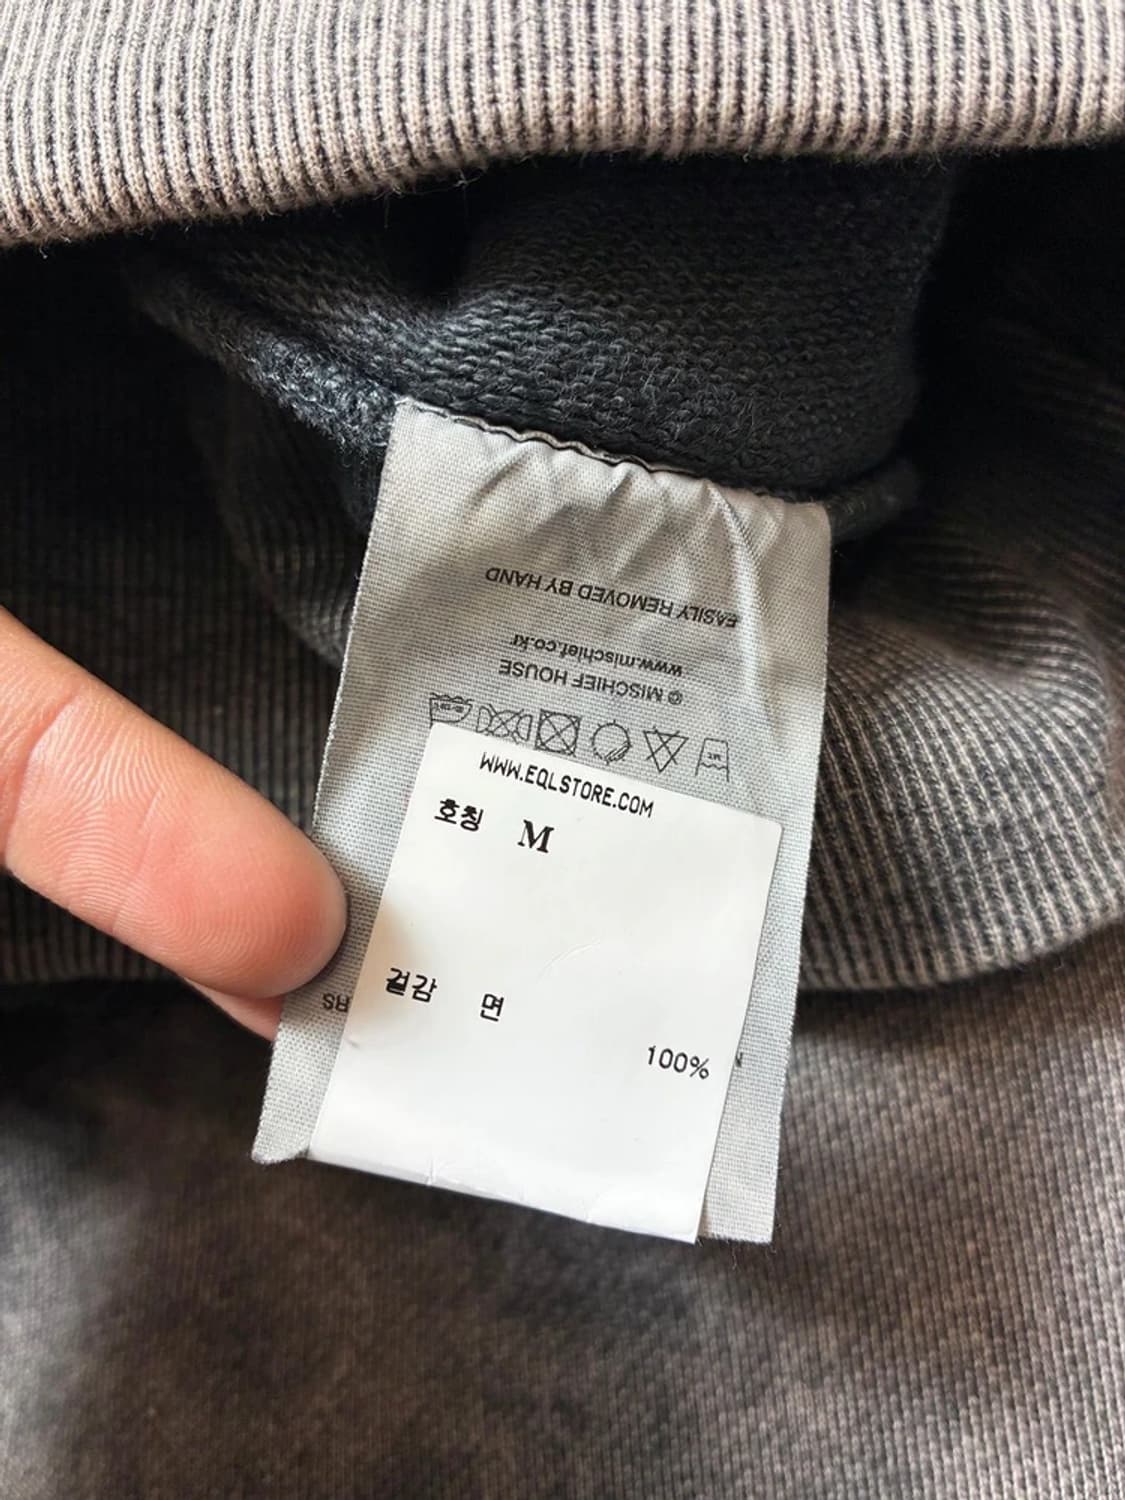 EASILY REMOVED BY HAND
www.mischief.co.kr
© MISCHIEF HOUSE
WWW.EQLSTORE.COM
호칭 M
겉감 면
100%
RS